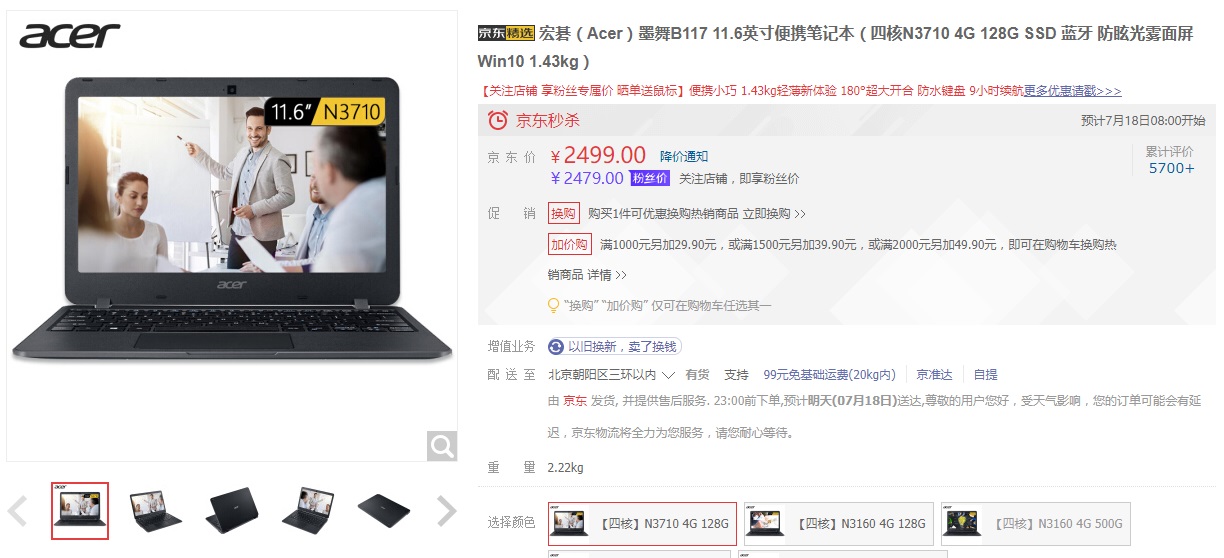 acer
11.6” N3710
acer
京东精选 宏碁（Acer）墨舞B117 11.6英寸便携笔记本（四核N3710 4G 128G SSD 蓝牙 防眩光雾面屏
Win10 1.43kg）
【关注店铺 享粉丝专属价 晒单送鼠标】便携小巧 1.43kg轻薄新体验 180°超大开合 防水键盘 9小时续航更多优惠请戳>>>
京东秒杀 预计7月18日08:00开始
京东价 ￥2499.00 降价通知 累计评价
￥2479.00 粉丝价 关注店铺，即享粉丝价 5700+
促销 换购 购买1件可优惠换购热销商品 立即换购 >>
加价购 满1000元另加29.90元，或满1500元另加39.90元，或满2000元另加49.90元，即可在购物车换购热
销商品 详情 >>
“换购”“加价购” 仅可在购物车任选其一
增值业务 以旧换新，卖了换钱
配送至 北京朝阳区三环以内 有货 支持 99元免基础运费(20kg内) 京准达 自提
由 京东 发货, 并提供售后服务. 23:00前下单,预计明天(07月18日)送达,尊敬的用户您好，受天气影响，您的订单可能会有延
迟，京东物流将全力为您服务，请您耐心等待。
重量 2.22kg
选择颜色 【四核】N3710 4G 128G 【四核】N3160 4G 128G 【四核】N3160 4G 500G